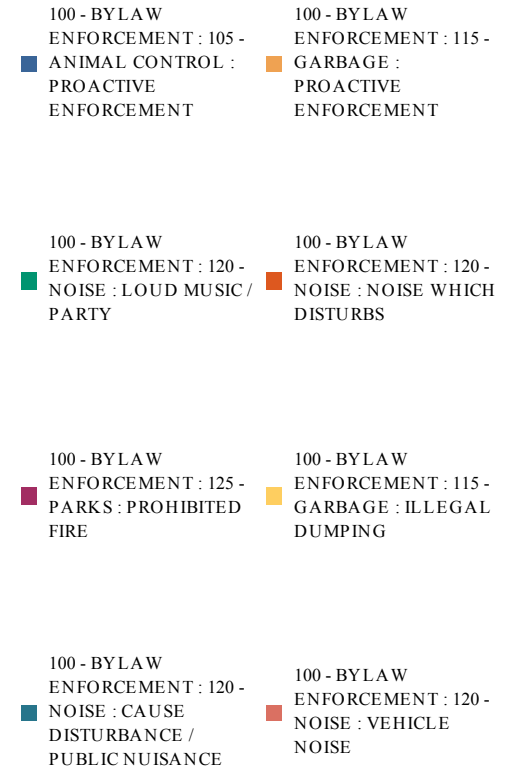 100 - BYLAW
ENFORCEMENT : 105 -
ANIMAL CONTROL :
PROACTIVE
ENFORCEMENT
100 - BYLAW
ENFORCEMENT : 115 -
GARBAGE :
PROACTIVE
ENFORCEMENT
100 - BYLAW
ENFORCEMENT : 120 -
NOISE : LOUD MUSIC /
PARTY
100 - BYLAW
ENFORCEMENT : 120 -
NOISE : NOISE WHICH
DISTURBS
100 - BYLAW
ENFORCEMENT : 125 -
PARKS : PROHIBITED
FIRE
100 - BYLAW
ENFORCEMENT : 115 -
GARBAGE : ILLEGAL
DUMPING
100 - BYLAW
ENFORCEMENT : 120 -
NOISE : CAUSE
DISTURBANCE /
PUBLIC NUISANCE
100 - BYLAW
ENFORCEMENT : 120 -
NOISE : VEHICLE
NOISE